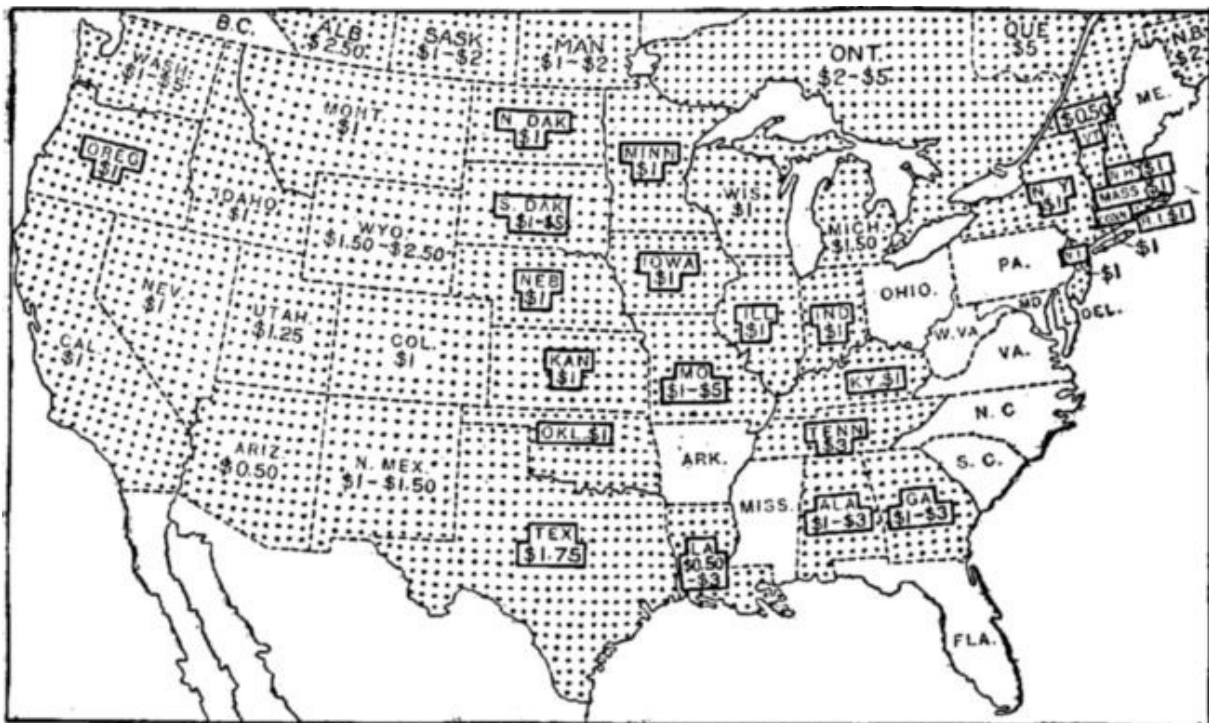 B.C.
ALB
$2.50
SASK
$1-$2
MAN
$1-$2
ONT.
$2-$5
QUE
$5
N.B.
$2-
WASH.
$1-$5
MONT.
$1
N. DAK
$1
MINN
$1
ME.
$0.50
VT.
OREG
$1
IDAHO
$1
WYO.
$1.50-$2.50
S. DAK
$1-$5
WIS.
$1
MICH.
$1.50
N.Y
$1
N H $1
MASS
R.I $1
$1
N.J.
$1
NEB
$1
IOWA
$1
PA.
NEV.
$1
UTAH.
$1.25
COL.
$1
ILL
$1
IND
$1
OHIO.
MD.
DEL.
W.VA
VA.
CAL.
$1
KAN
$1
MO
$1-$5
KY $1
ARIZ.
$0.50
N. MEX.
$1-$1.50
OKL. $1
ARK.
TENN
$3
N. C
S. C.
TEX
$1.75
LA
$0.50
-$3
MISS.
ALA
$1-$3
GA
$1-$3
FLA.